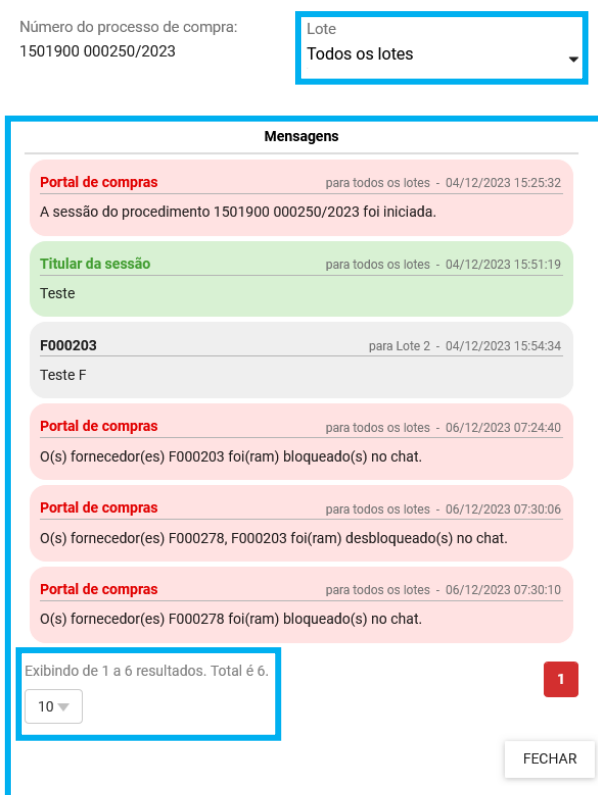 Número do processo de compra:
1501900 000250/2023
Lote
Todos os lotes
Mensagens
Portal de compras para todos os lotes - 04/12/2023 15:25:32
A sessão do procedimento 1501900 000250/2023 foi iniciada.
Titular da sessão para todos os lotes - 04/12/2023 15:51:19
Teste
F000203 para Lote 2 - 04/12/2023 15:54:34
Teste F
Portal de compras para todos os lotes - 06/12/2023 07:24:40
O(s) fornecedor(es) F000203 foi(ram) bloqueado(s) no chat.
Portal de compras para todos os lotes - 06/12/2023 07:30:06
O(s) fornecedor(es) F000278, F000203 foi(ram) desbloqueado(s) no chat.
Portal de compras para todos os lotes - 06/12/2023 07:30:10
O(s) fornecedor(es) F000278 foi(ram) bloqueado(s) no chat.
Exibindo de 1 a 6 resultados. Total é 6.
1
10
FECHAR